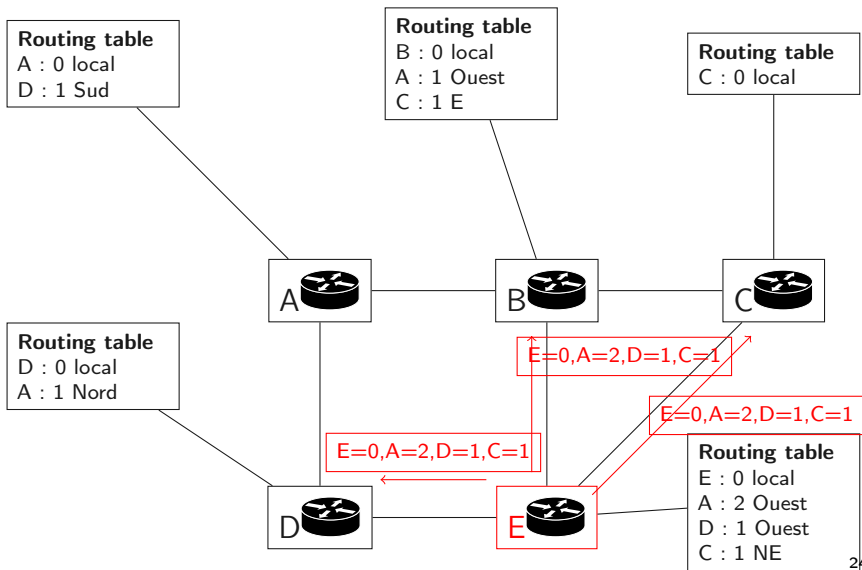 Routing table
A : 0 local
D : 1 Sud
Routing table
B : 0 local
A : 1 Ouest
C : 1 E
Routing table
C : 0 local
A
B
C
Routing table
D : 0 local
A : 1 Nord
E=0,A=2,D=1,C=1
E=0,A=2,D=1,C=1
E=0,A=2,D=1,C=1
Routing table
E : 0 local
A : 2 Ouest
D : 1 Ouest
C : 1 NE
D
E